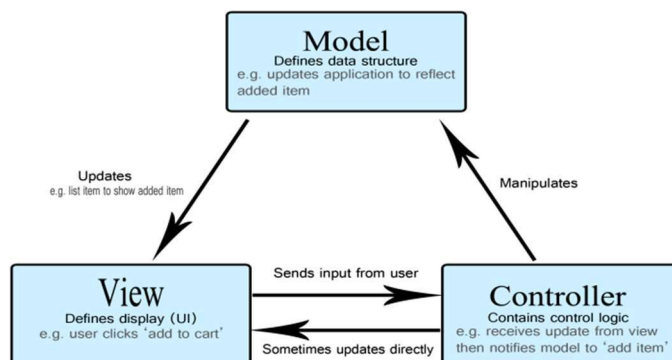 Model
Defines data structure
e.g. updates application to reflect
added item
Updates
e.g. list item to show added item
Manipulates
View
Defines display (UI)
e.g. user clicks ‘add to cart’
Sends input from user
Sometimes updates directly
Controller
Contains control logic
e.g. receives update from view
then notifies model to ‘add item’